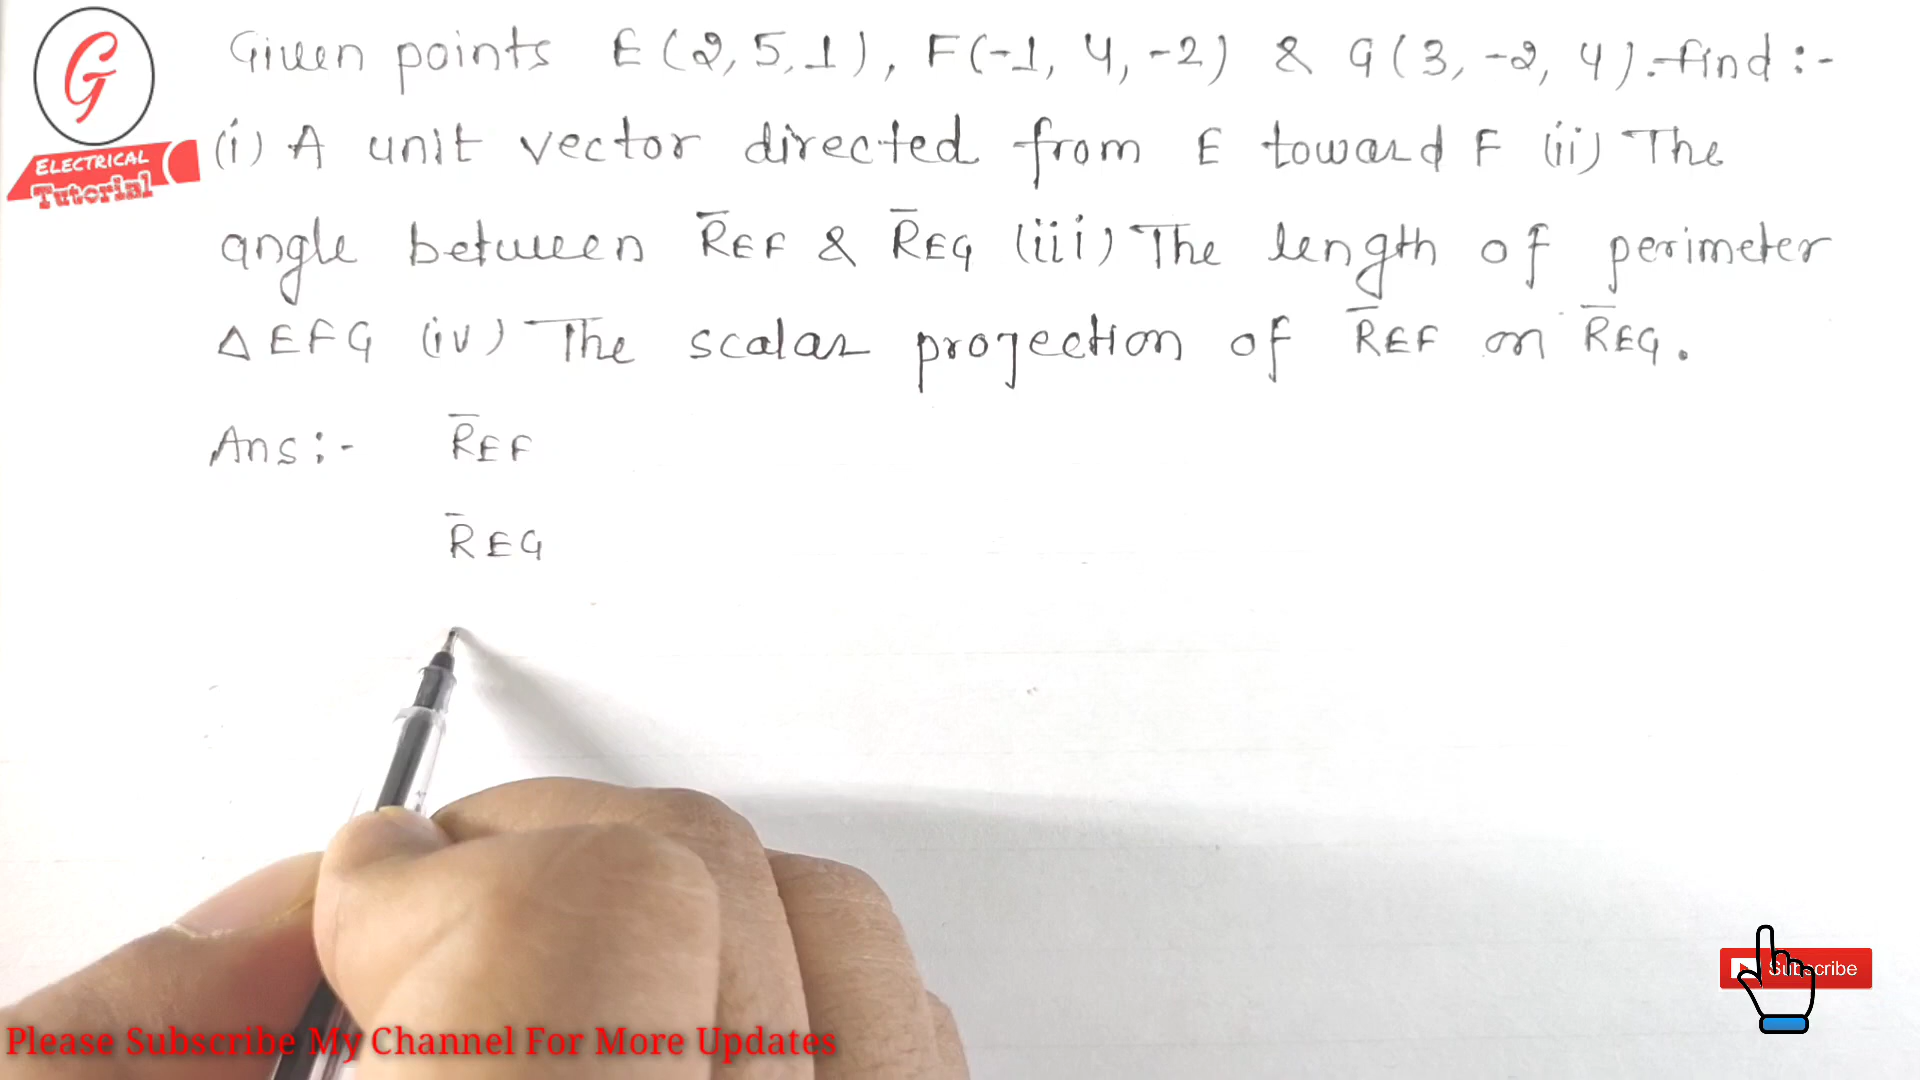 G
ELECTRICAL
Tutorial
Given points E(2,5,1), F(-1, 4, -2) & G(3, -2, 4). find :-
(i) A unit vector directed from E toward F (ii) The
angle between R̅EF & R̅EG (iii) The length of perimeter
△EFG (iv) The scalar projection of R̅EF on R̅EG.
Ans :- R̅EF
R̅EG
Subscribe
Please Subscribe My Channel For More Updates